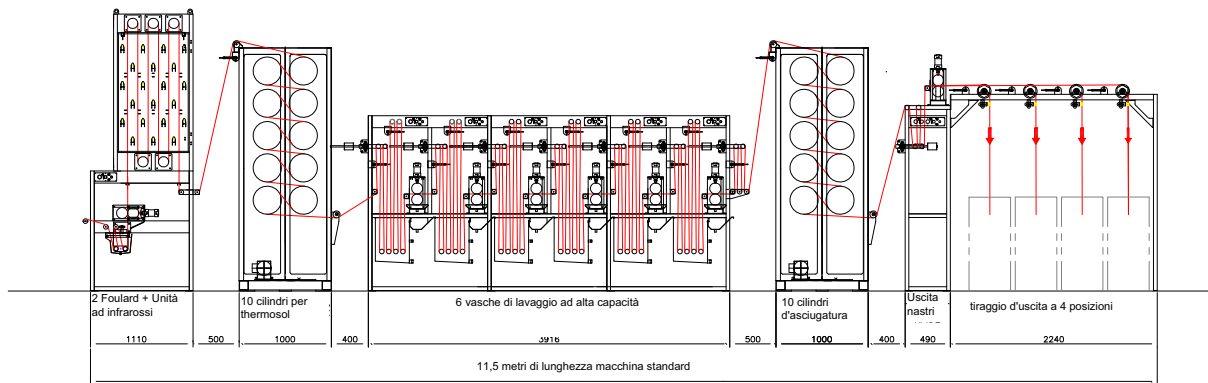 2 Foulard + Unità
ad infrarossi
10 cilindri per
thermosol
6 vasche di lavaggio ad alta capacità
10 cilindri
d'asciugatura
Uscita
nastri
tiraggio d'uscita a 4 posizioni
1110
500
1000
400
3916
500
1000
400
490
2240
11,5 metri di lunghezza macchina standard